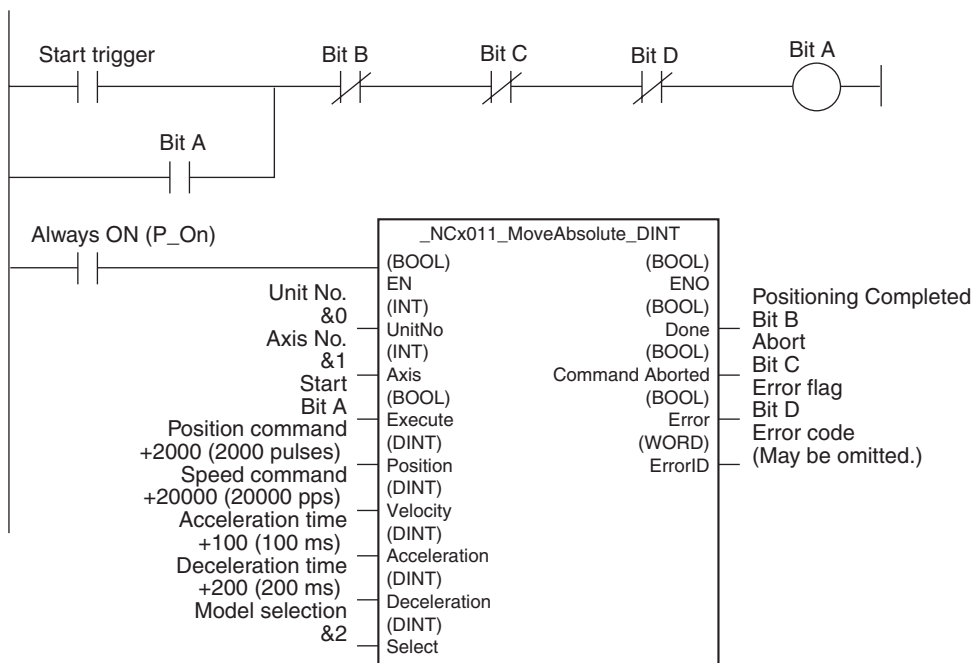 Start trigger
Bit B
Bit C
Bit D
Bit A
Bit A
Always ON (P_On)
_NCx011_MoveAbsolute_DINT
(BOOL)
EN
(BOOL)
ENO
Unit No.
&0
(INT)
UnitNo
(BOOL)
Done
Positioning Completed
Bit B
Axis No.
&1
(INT)
Axis
(BOOL)
Command Aborted
Abort
Bit C
Start
Bit A
(BOOL)
Execute
(BOOL)
Error
Error flag
Bit D
Position command
+2000 (2000 pulses)
(DINT)
Position
(WORD)
ErrorID
Error code
(May be omitted.)
Speed command
+20000 (20000 pps)
(DINT)
Velocity
Acceleration time
+100 (100 ms)
(DINT)
Acceleration
Deceleration time
+200 (200 ms)
(DINT)
Deceleration
Model selection
&2
(DINT)
Select